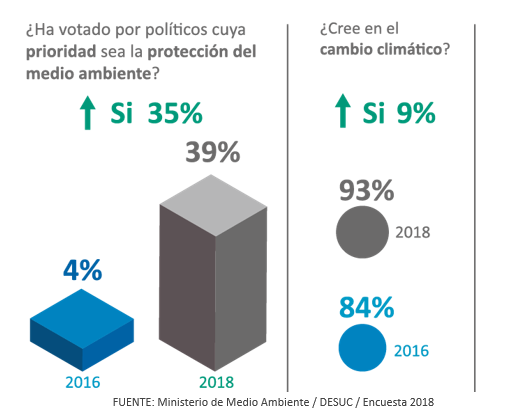 ¿Ha votado por políticos cuya
prioridad sea la protección del
medio ambiente?
Si 35%
39%
4%
2016
2018
¿Cree en el
cambio climático?
Si 9%
93%
2018
84%
2016
FUENTE: Ministerio de Medio Ambiente / DESUC / Encuesta 2018